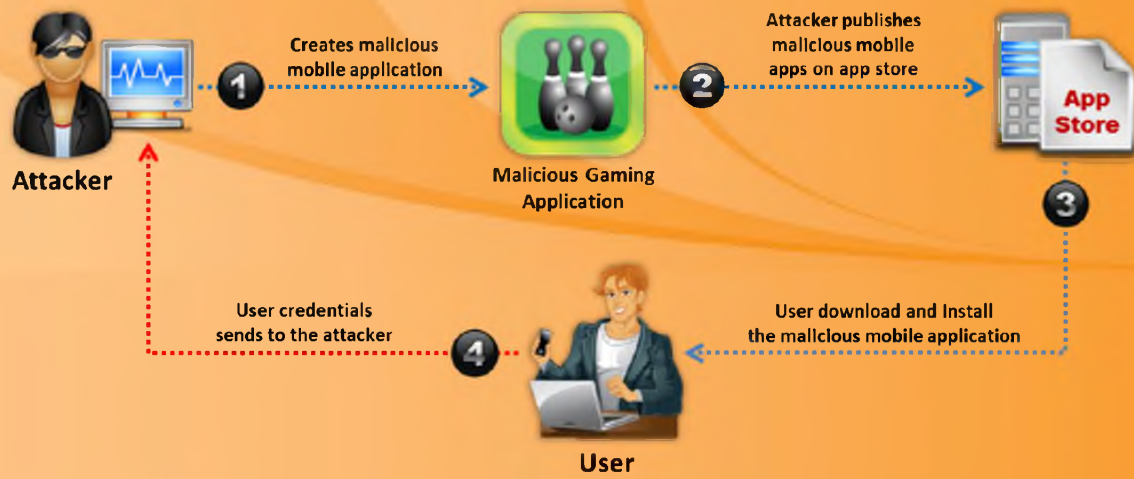 Attacker
1
Creates malicious
mobile application
Malicious Gaming
Application
2
Attacker publishes
malicious mobile
apps on app store
App
Store
3
User download and Install
the malicious mobile application
User
4
User credentials
sends to the attacker